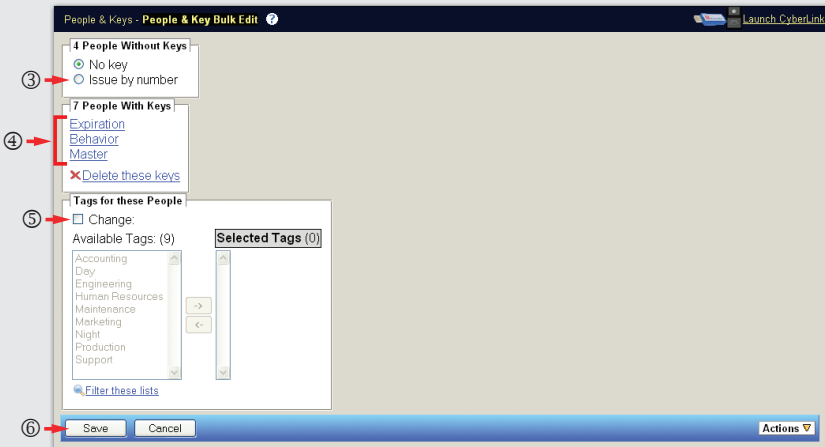 People & Keys - People & Key Bulk Edit ?
Launch CyberLink
4 People Without Keys
No key
③ Issue by number
7 People With Keys
Expiration
④ Behavior
Master
Delete these keys
Tags for these People
⑤ Change:
Available Tags: (9) Selected Tags (0)
Accounting
Day
Engineering
Human Resources
Maintenance
Marketing
Night
Production
Support
->
<-
Filter these lists
⑥ Save Cancel Actions